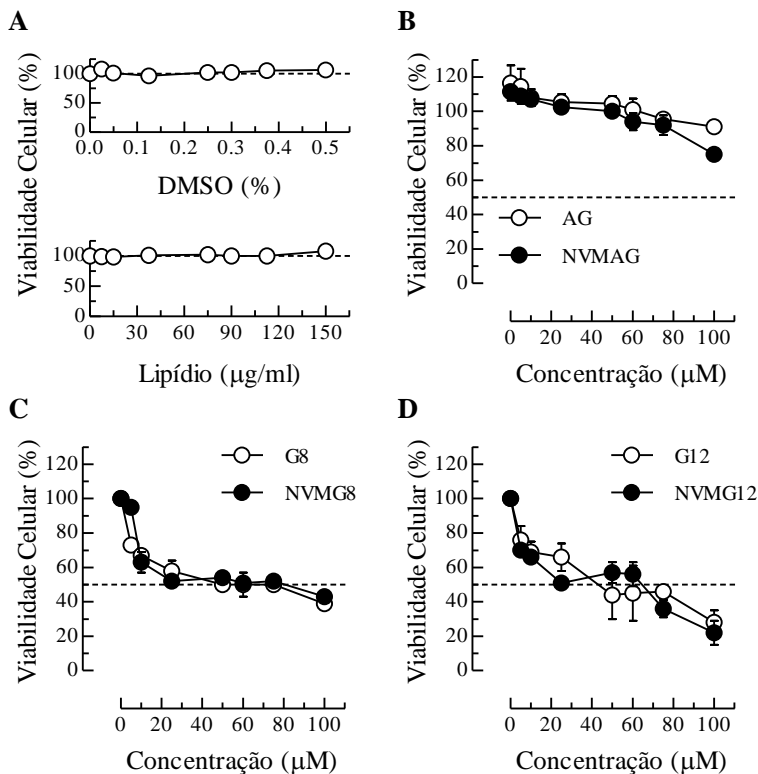 A
Viabilidade Celular (%)
100
50
0
0.0 0.1 0.2 0.3 0.4 0.5
DMSO (%)
100
50
0
0 30 60 90 120 150
Lipídio (µg/ml)
B
Viabilidade Celular (%)
120
100
80
60
40
20
0
AG
NVMAG
0 20 40 60 80 100
Concentração (µM)
C
Viabilidade Celular (%)
120
100
80
60
40
20
0
G8
NVMG8
0 20 40 60 80 100
Concentração (µM)
D
Viabilidade Celular (%)
120
100
80
60
40
20
0
G12
NVMG12
0 20 40 60 80 100
Concentração (µM)